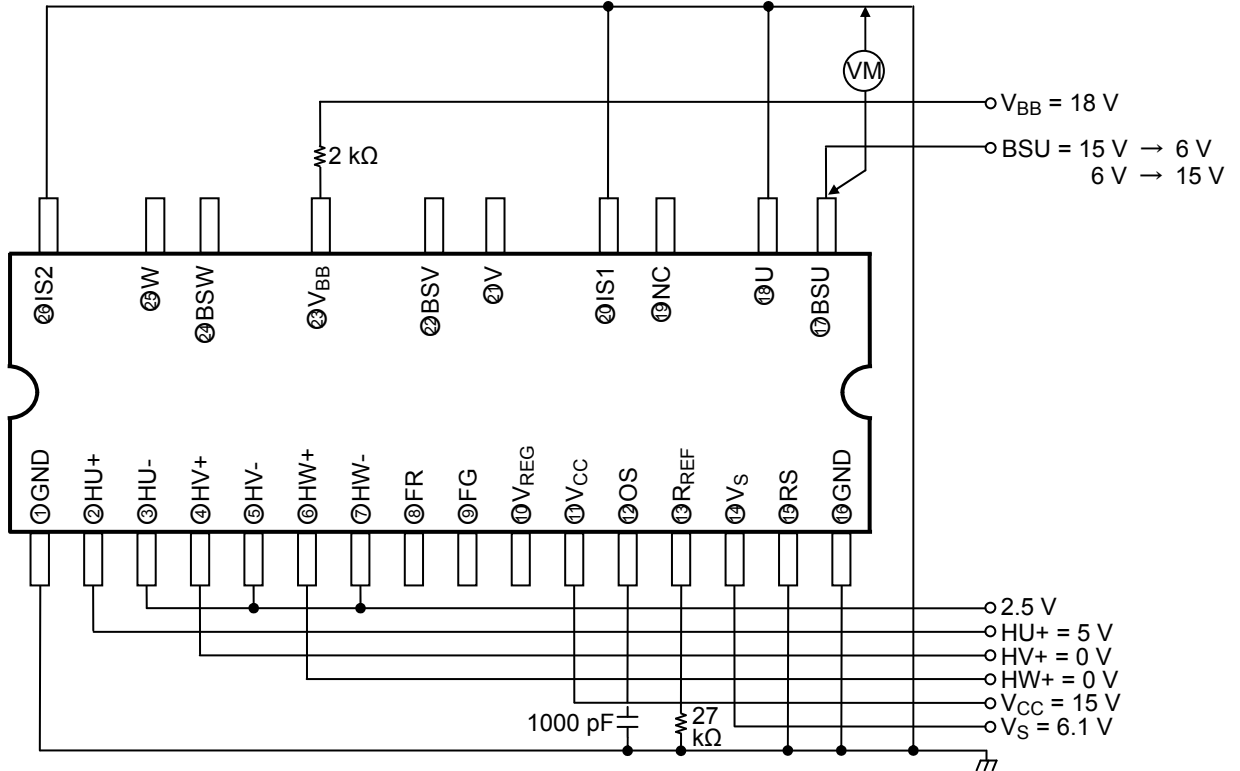 VM
V_BB = 18 V
BSU = 15 V → 6 V
6 V → 15 V
2 kΩ
㉖IS2
㉕W
㉔BSW
㉓V_BB
㉒BSV
㉑V
⑳IS1
⑲NC
⑱U
⑰BSU
①GND
②HU+
③HU-
④HV+
⑤HV-
⑥HW+
⑦HW-
⑧FR
⑨FG
⑩V_REG
⑪V_CC
⑫OS
⑬R_REF
⑭V_S
⑮RS
⑯GND
2.5 V
HU+ = 5 V
HV+ = 0 V
HW+ = 0 V
V_CC = 15 V
V_S = 6.1 V
1000 pF
27
kΩ